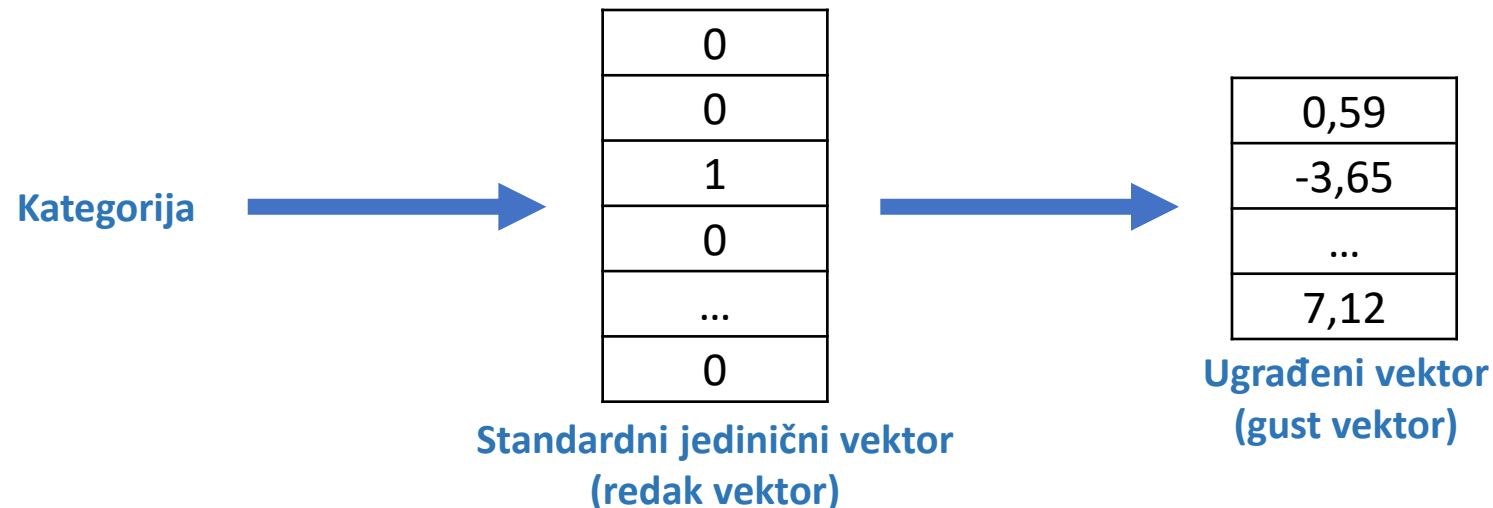 Kategorija
0
0
1
0
...
0
Standardni jedinični vektor
(redak vektor)
0,59
-3,65
...
7,12
Ugrađeni vektor
(gust vektor)